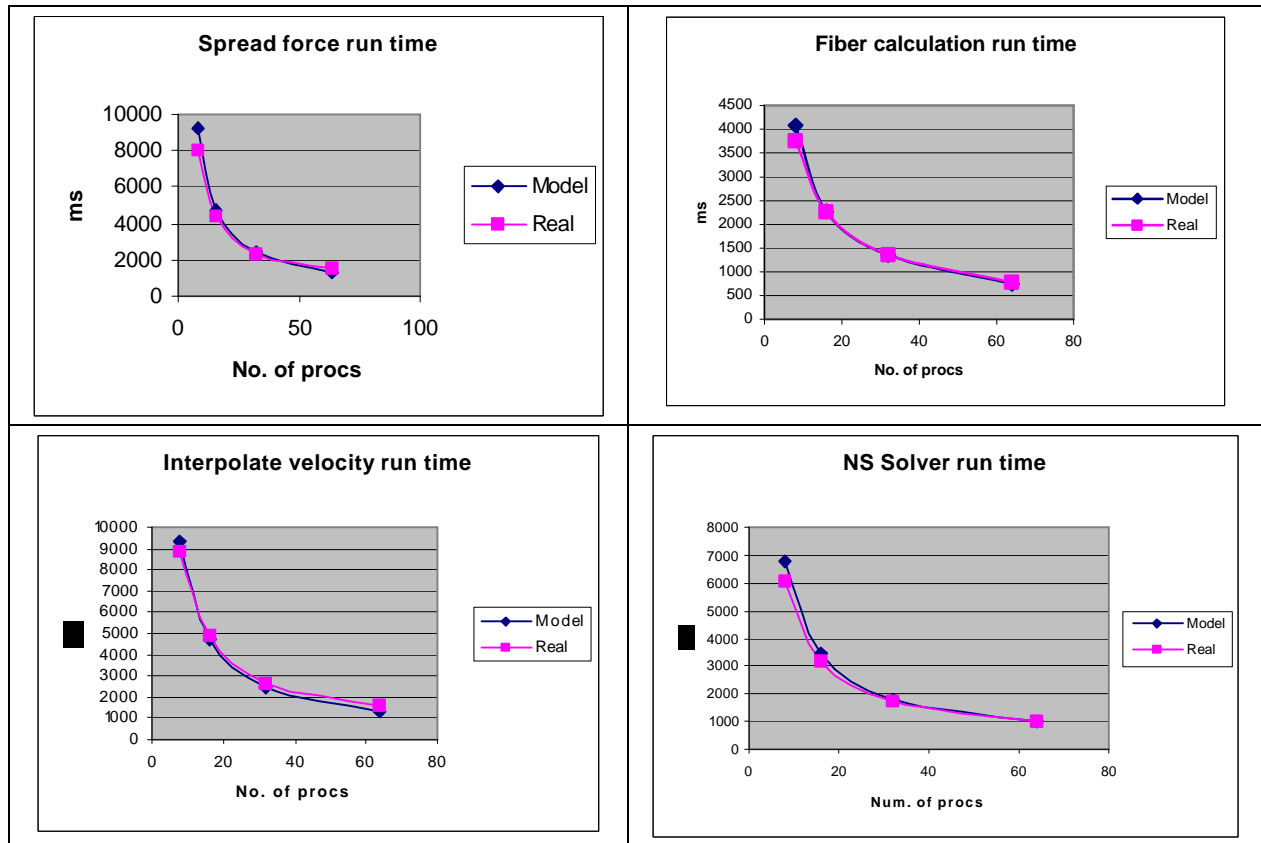 Spread force run time
10000
8000
6000
4000
2000
0
ms
0 50 100
No. of procs
Model
Real
Fiber calculation run time
4500
4000
3500
3000
2500
2000
1500
1000
500
0
ms
0 20 40 60 80
No. of procs
Model
Real
Interpolate velocity run time
10000
9000
8000
7000
6000
5000
4000
3000
2000
1000
0
0 20 40 60 80
No. of procs
Model
Real
NS Solver run time
8000
7000
6000
5000
4000
3000
2000
1000
0
0 20 40 60 80
Num. of procs
Model
Real